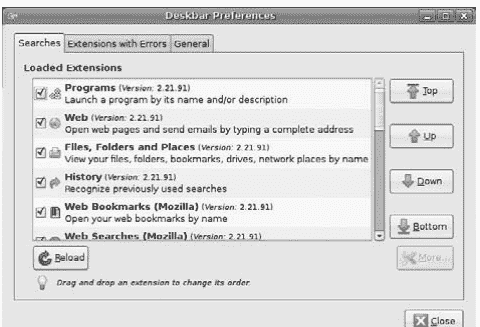 Deskbar Preferences
Searches Extensions with Errors General
Loaded Extensions
Programs (Version: 2.21.91)
Launch a program by its name and/or description
Web (Version: 2.21.91)
Open web pages and send emails by typing a complete address
Files, Folders and Places (Version: 2.21.91)
View your files, folders, bookmarks, drives, network places by name
History (Version: 2.21.91)
Recognize previously used searches
Web Bookmarks (Mozilla) (Version: 2.21.91)
Open your web bookmarks by name
Web Searches (Mozilla) (Version: 2.21.91)
Top
Up
Down
Bottom
Reload
More...
Drag and drop an extension to change its order.
Close